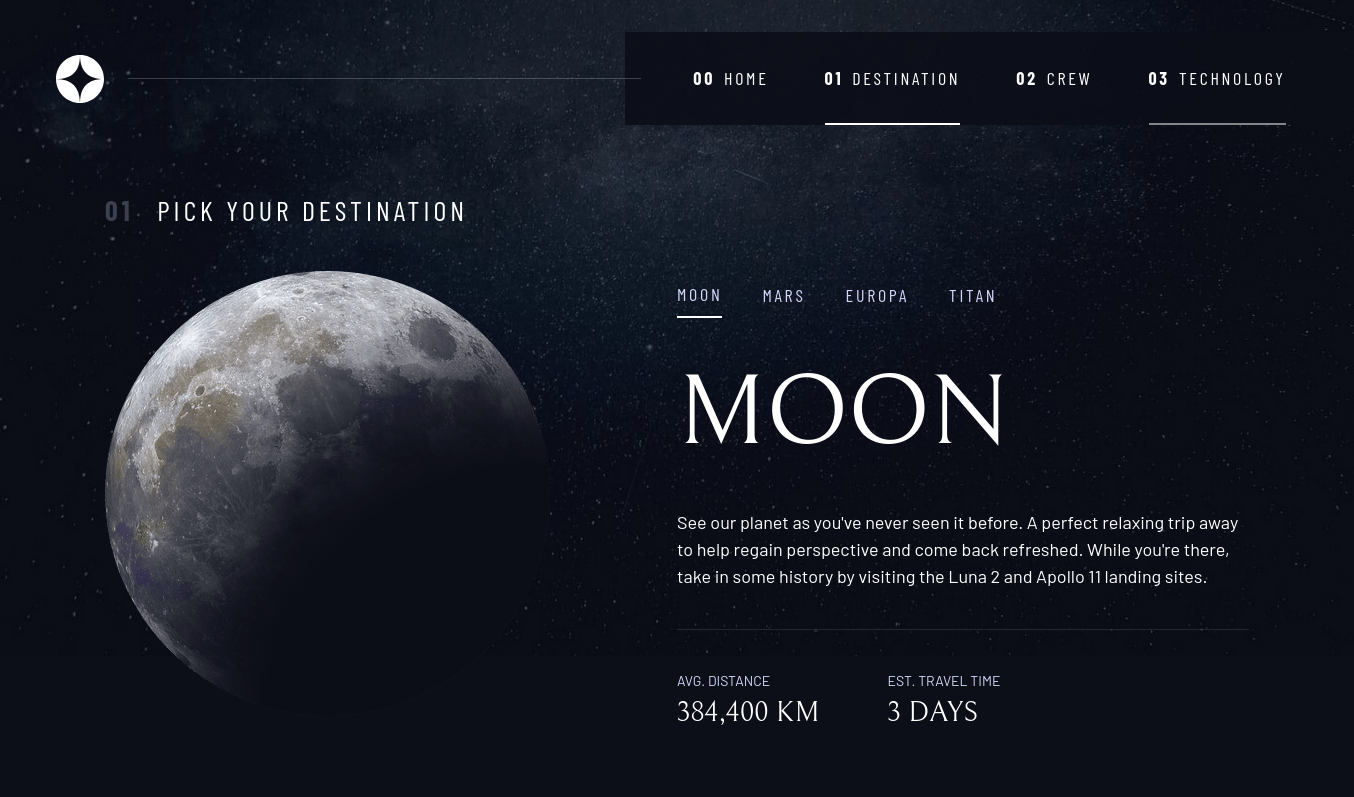 00 HOME 01 DESTINATION 02 CREW 03 TECHNOLOGY
01 PICK YOUR DESTINATION
MOON MARS EUROPA TITAN
MOON
See our planet as you've never seen it before. A perfect relaxing trip away
to help regain perspective and come back refreshed. While you're there,
take in some history by visiting the Luna 2 and Apollo 11 landing sites.
AVG. DISTANCE
384,400 KM
EST. TRAVEL TIME
3 DAYS